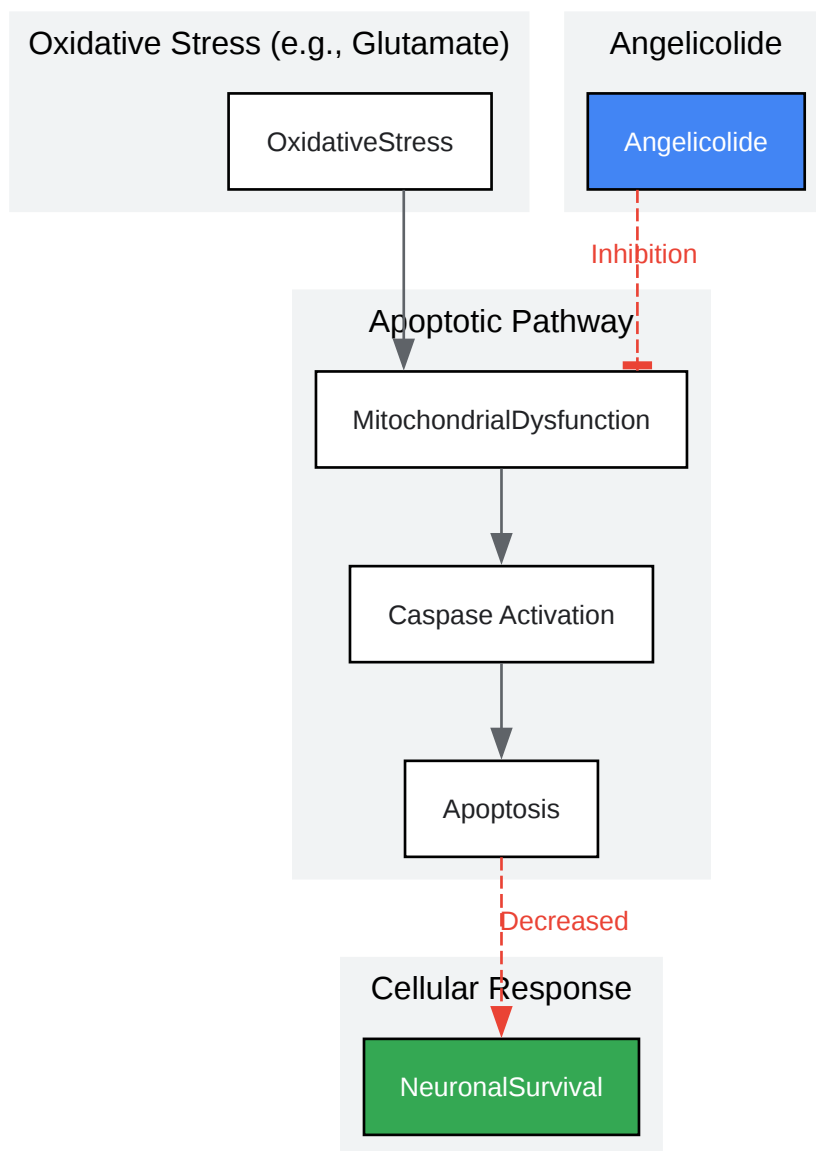 Oxidative Stress (e.g., Glutamate)
Angelicolide
OxidativeStress
Angelicolide
Inhibition
Apoptotic Pathway
MitochondrialDysfunction
Caspase Activation
Apoptosis
Decreased
Cellular Response
NeuronalSurvival